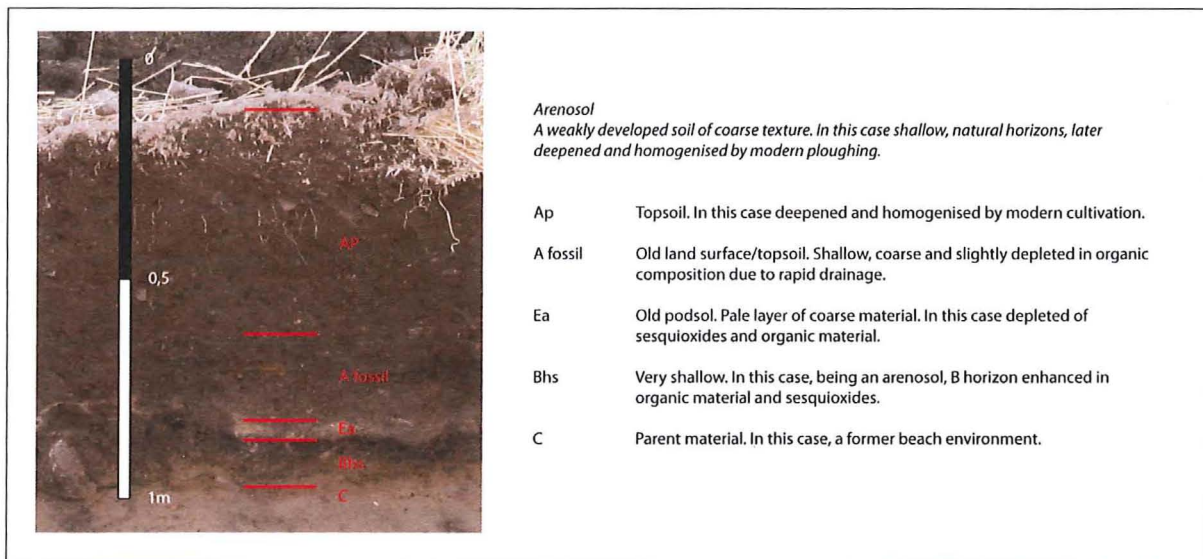 0
0,5
1m
Ap
A fossil
Ea
Bhs
C
Arenosol
A weakly developed soil of coarse texture. In this case shallow, natural horizons, later
deepened and homogenised by modern ploughing.
Ap Topsoil. In this case deepened and homogenised by modern cultivation.
A fossil Old land surface/topsoil. Shallow, coarse and slightly depleted in organic
composition due to rapid drainage.
Ea Old podsol. Pale layer of coarse material. In this case depleted of
sesquioxides and organic material.
Bhs Very shallow. In this case, being an arenosol, B horizon enhanced in
organic material and sesquioxides.
C Parent material. In this case, a former beach environment.